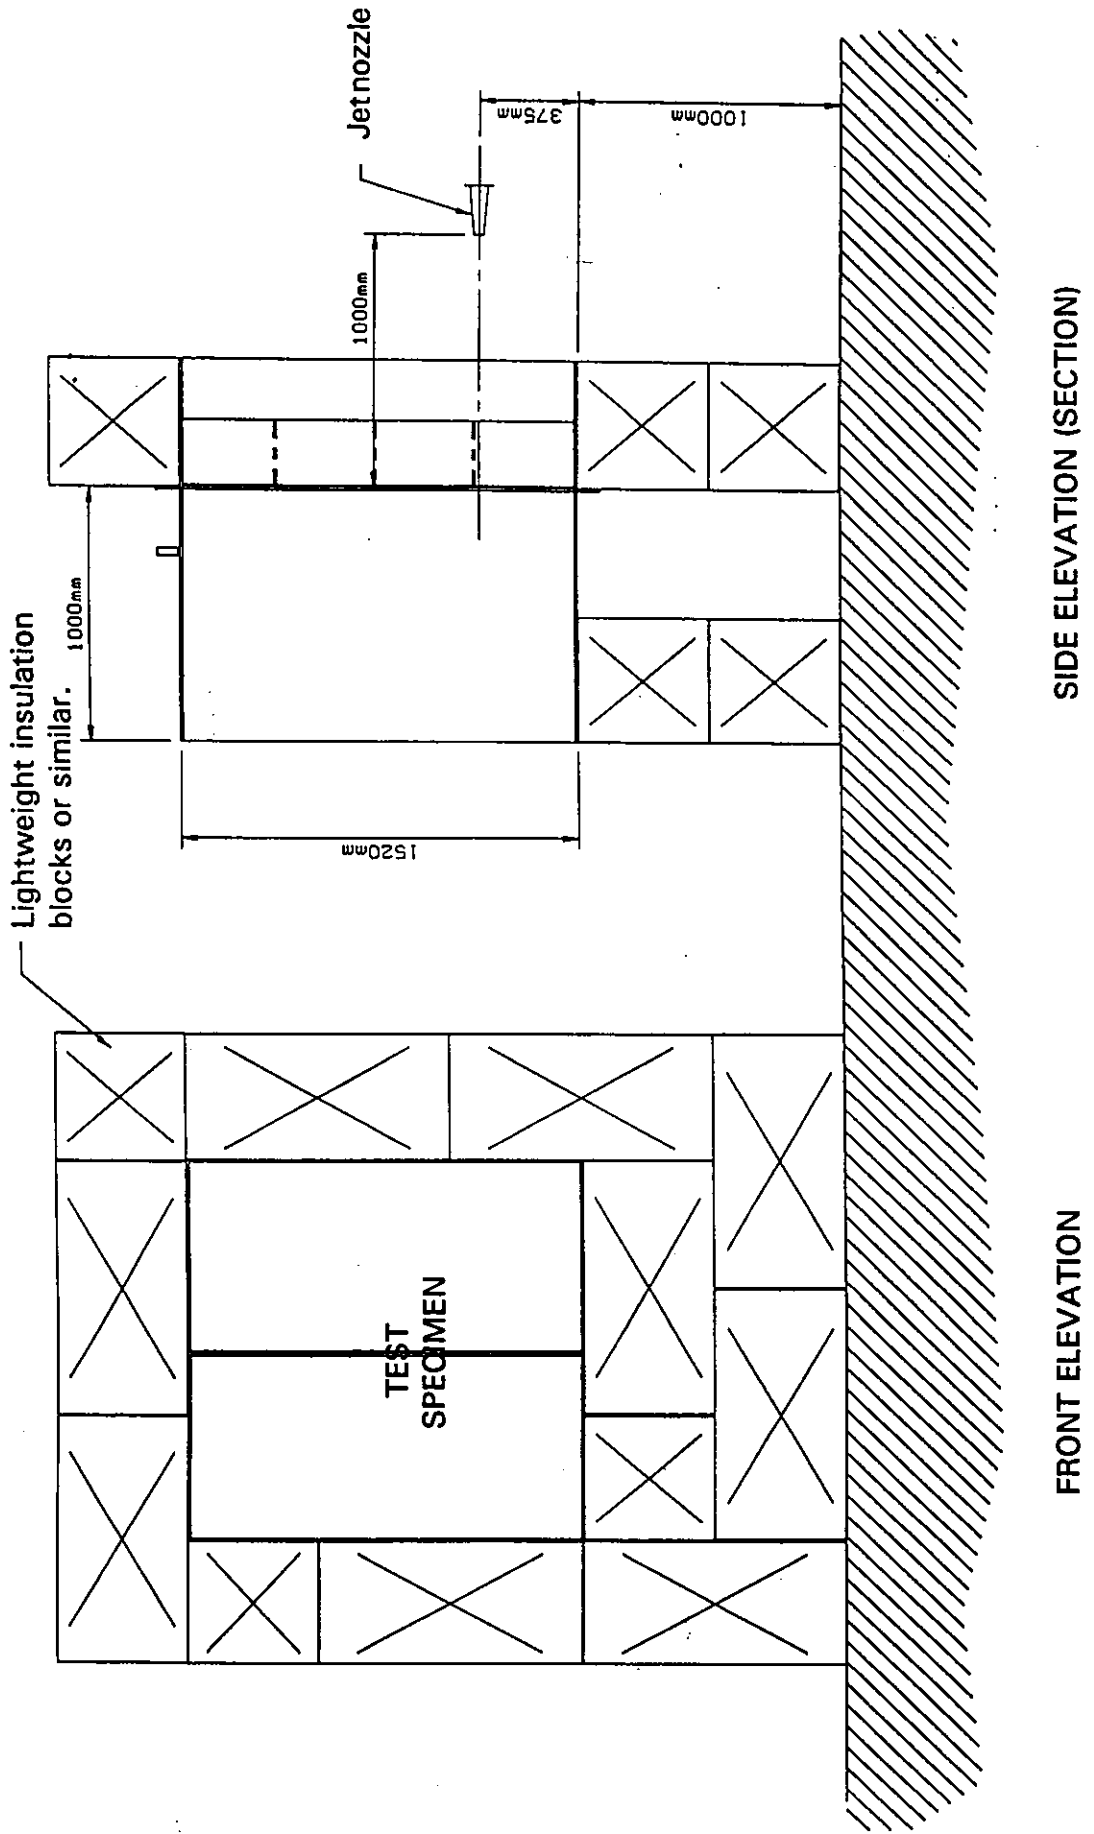 Lightweight insulation
blocks or similar.
1000mm
1000mm
Jet nozzle
375mm
1000mm
1520mm
TEST
SPECIMEN
FRONT ELEVATION
SIDE ELEVATION (SECTION)